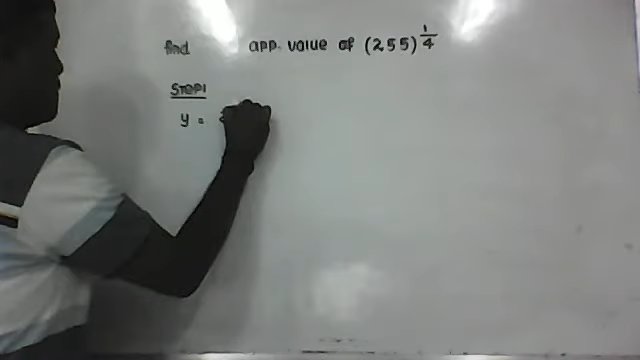 find app. value of (255)^1/4
STEP1
y =